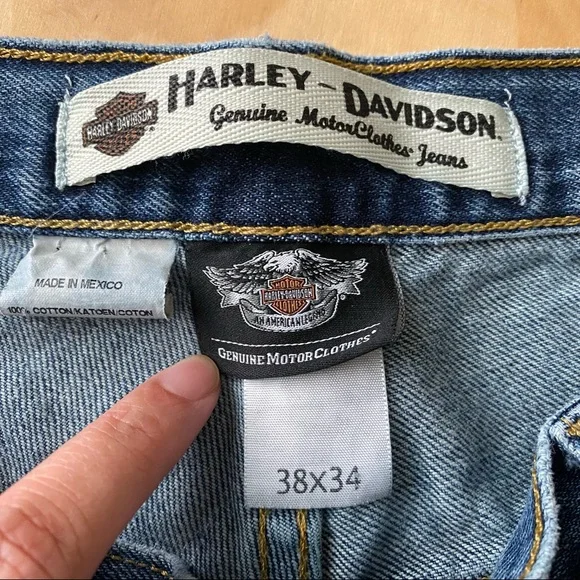 HARLEY-DAVIDSON
HARLEY-DAVIDSON
Genuine MotorClothes® Jeans
MADE IN MEXICO
100% COTTON/KATOEN/COTON
MOTOR
HARLEY-DAVIDSON
CLOTHES
AN AMERICAN LEGEND
GENUINE MOTORCLOTHES®
38X34